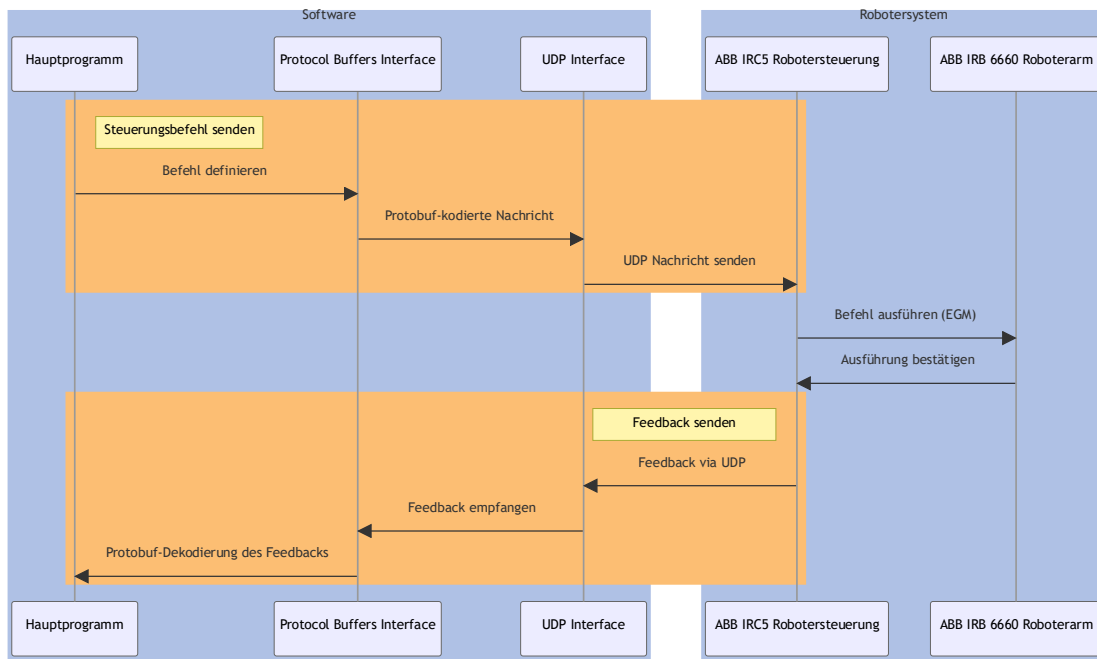 Software
Robotersystem
Hauptprogramm
Protocol Buffers Interface
UDP Interface
ABB IRC5 Robotersteuerung
ABB IRB 6660 Roboterarm
Steuerungsbefehl senden
Befehl definieren
Protobuf-kodierte Nachricht
UDP Nachricht senden
Befehl ausführen (EGM)
Ausführung bestätigen
Feedback senden
Feedback via UDP
Feedback empfangen
Protobuf-Dekodierung des Feedbacks
Hauptprogramm
Protocol Buffers Interface
UDP Interface
ABB IRC5 Robotersteuerung
ABB IRB 6660 Roboterarm